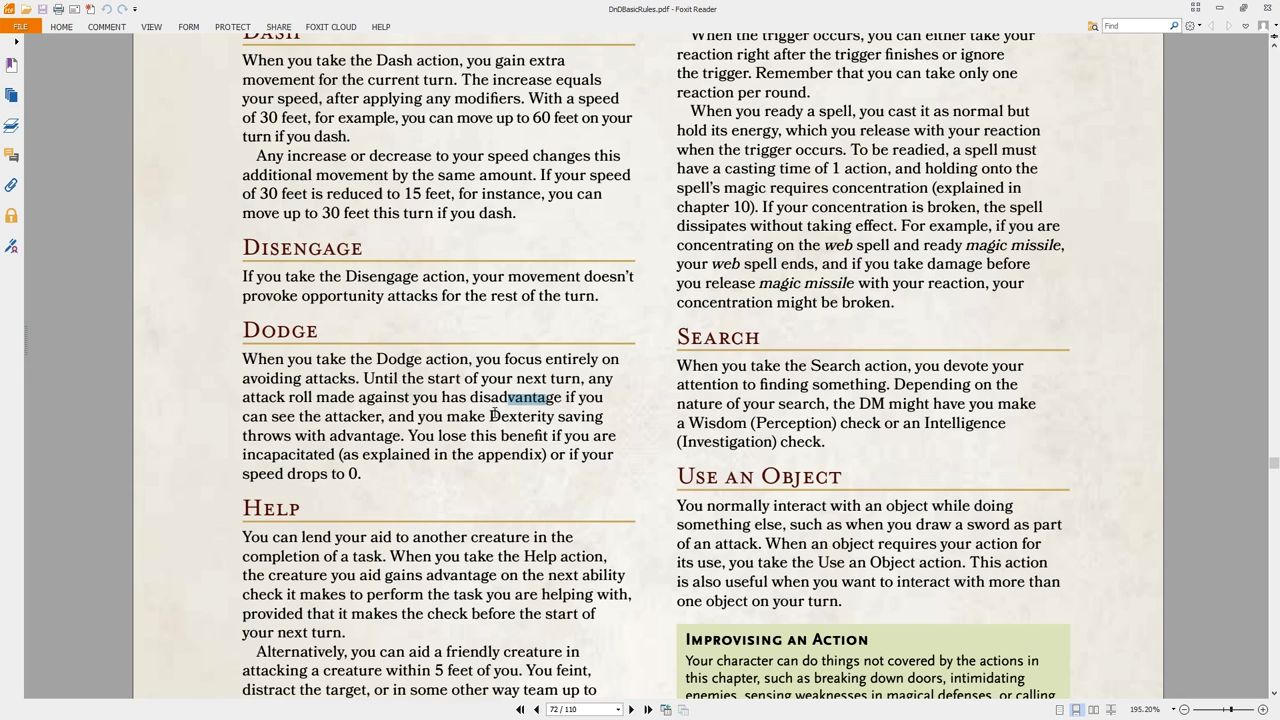 DnDBasicRules.pdf - Foxit Reader
FILE HOME COMMENT VIEW FORM PROTECT SHARE FOXIT CLOUD HELP
Find
DASH
When you take the Dash action, you gain extra
movement for the current turn. The increase equals
your speed, after applying any modifiers. With a speed
of 30 feet, for example, you can move up to 60 feet on your
turn if you dash.
Any increase or decrease to your speed changes this
additional movement by the same amount. If your speed
of 30 feet is reduced to 15 feet, for instance, you can
move up to 30 feet this turn if you dash.
DISENGAGE
If you take the Disengage action, your movement doesn't
provoke opportunity attacks for the rest of the turn.
DODGE
When you take the Dodge action, you focus entirely on
avoiding attacks. Until the start of your next turn, any
attack roll made against you has disadvantage if you
can see the attacker, and you make Dexterity saving
throws with advantage. You lose this benefit if you are
incapacitated (as explained in the appendix) or if your
speed drops to 0.
HELP
You can lend your aid to another creature in the
completion of a task. When you take the Help action,
the creature you aid gains advantage on the next ability
check it makes to perform the task you are helping with,
provided that it makes the check before the start of
your next turn.
Alternatively, you can aid a friendly creature in
attacking a creature within 5 feet of you. You feint,
distract the target, or in some other way team up to
When the trigger occurs, you can either take your
reaction right after the trigger finishes or ignore
the trigger. Remember that you can take only one
reaction per round.
When you ready a spell, you cast it as normal but
hold its energy, which you release with your reaction
when the trigger occurs. To be readied, a spell must
have a casting time of 1 action, and holding onto the
spell's magic requires concentration (explained in
chapter 10). If your concentration is broken, the spell
dissipates without taking effect. For example, if you are
concentrating on the web spell and ready magic missile,
your web spell ends, and if you take damage before
you release magic missile with your reaction, your
concentration might be broken.
SEARCH
When you take the Search action, you devote your
attention to finding something. Depending on the
nature of your search, the DM might have you make
a Wisdom (Perception) check or an Intelligence
(Investigation) check.
USE AN OBJECT
You normally interact with an object while doing
something else, such as when you draw a sword as part
of an attack. When an object requires your action for
its use, you take the Use an Object action. This action
is also useful when you want to interact with more than
one object on your turn.
IMPROVISING AN ACTION
Your character can do things not covered by the actions in
this chapter, such as breaking down doors, intimidating
enemies, sensing weaknesses in magical defenses, or calling
72 / 110
195.20%